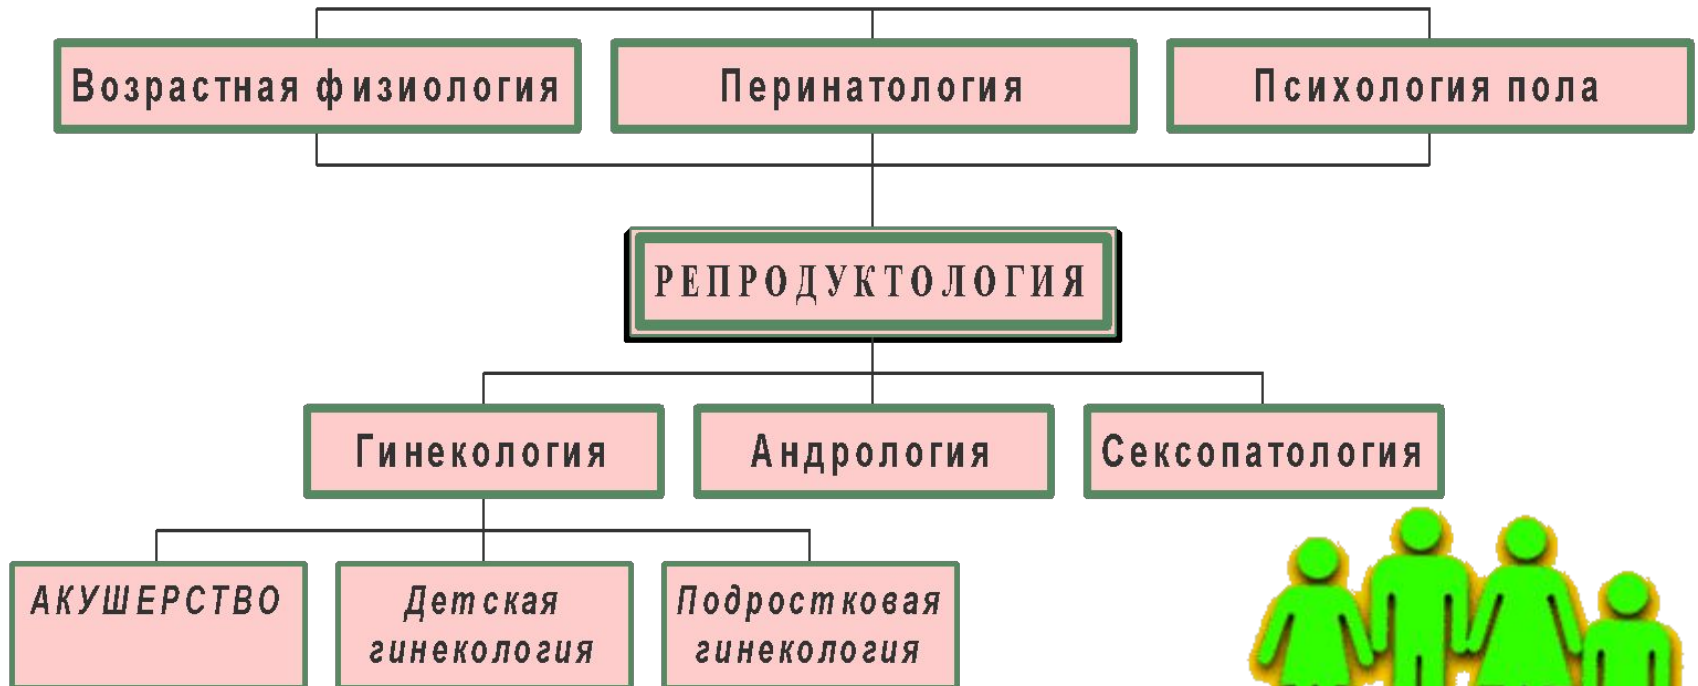 Возрастная физиология
Перинатология
Психология пола
РЕПРОДУКТОЛОГИЯ
Гинекология
Андрология
Сексопатология
АКУШЕРСТВО
Детская
гинекология
Подростковая
гинекология